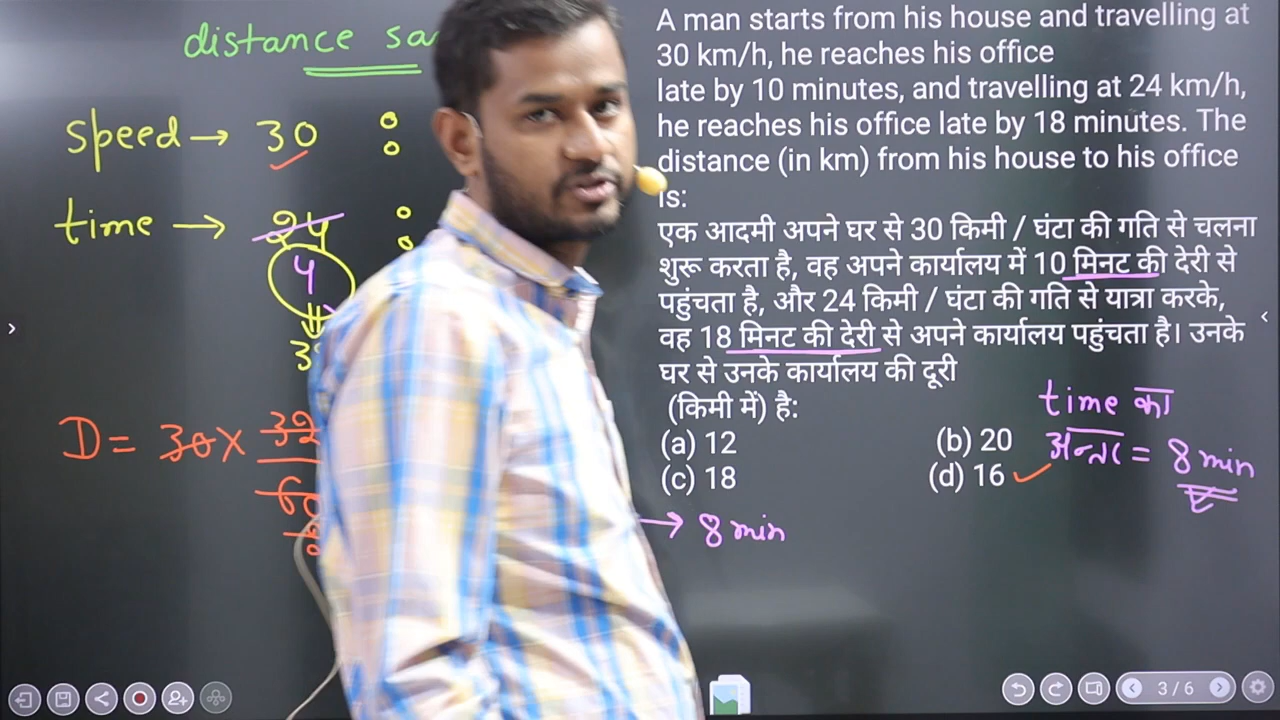 distance sa
speed → 30 :
time → 24 :
4
3
D = 30 ×
32
60
A man starts from his house and travelling at
30 km/h, he reaches his office
late by 10 minutes, and travelling at 24 km/h,
he reaches his office late by 18 minutes. The
distance (in km) from his house to his office
is:
एक आदमी अपने घर से 30 किमी / घंटा की गति से चलना
शुरू करता है, वह अपने कार्यालय में 10 मिनट की देरी से
पहुंचता है, और 24 किमी / घंटा की गति से यात्रा करके,
वह 18 मिनट की देरी से अपने कार्यालय पहुंचता है। उनके
घर से उनके कार्यालय की दूरी
(किमी में) है:
(a) 12 (b) 20
(c) 18 (d) 16
time का
अन्तर = 8 min
→ 8 min
3/6